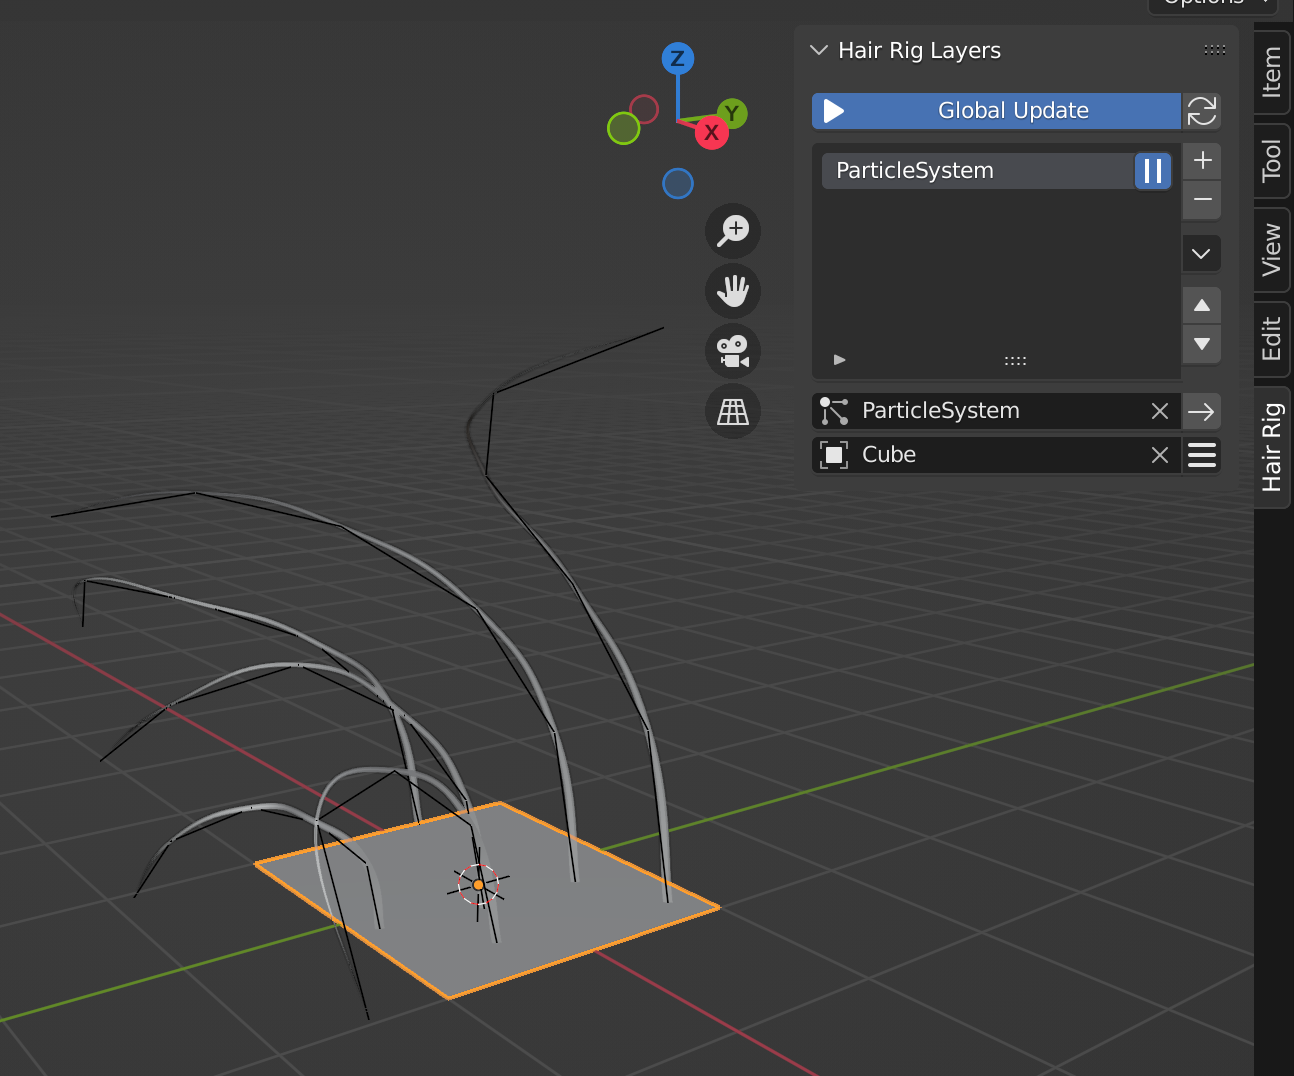 Options
Hair Rig Layers
Global Update
ParticleSystem
ParticleSystem
Cube
Z
Y
X
Item
Tool
View
Edit
Hair Rig